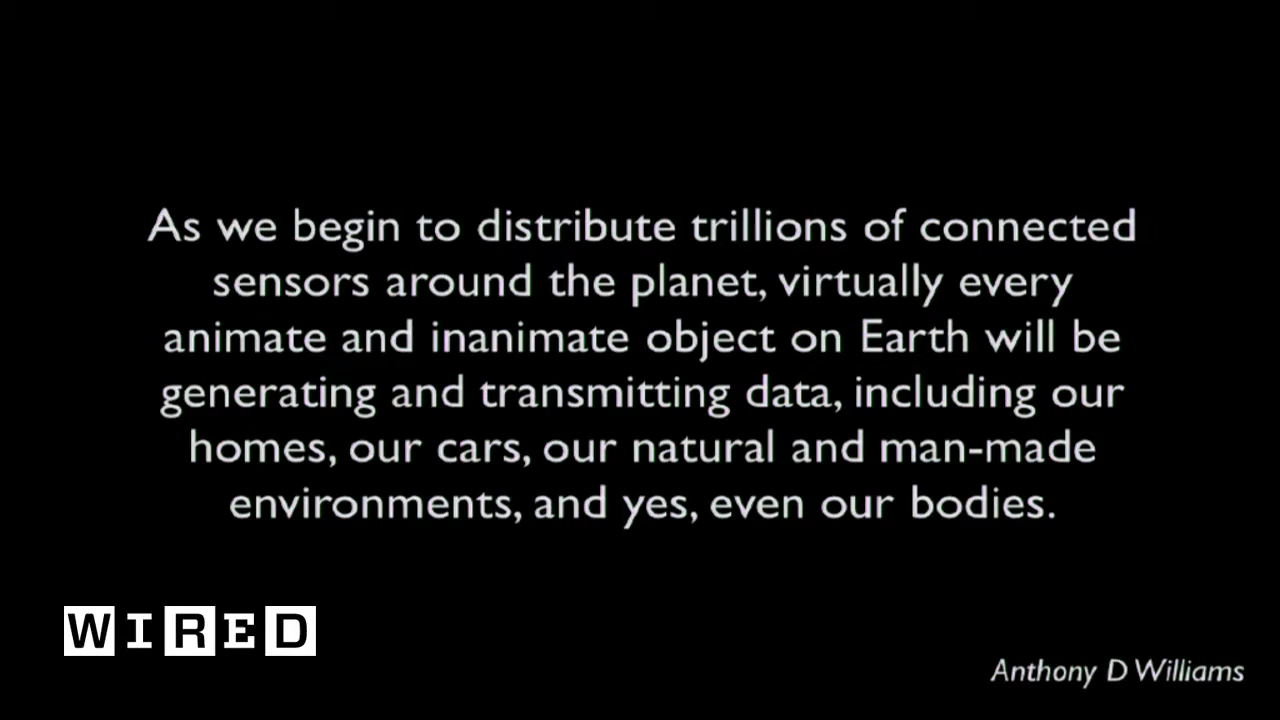 As we begin to distribute trillions of connected
sensors around the planet, virtually every
animate and inanimate object on Earth will be
generating and transmitting data, including our
homes, our cars, our natural and man-made
environments, and yes, even our bodies.
WIRED
Anthony D Williams